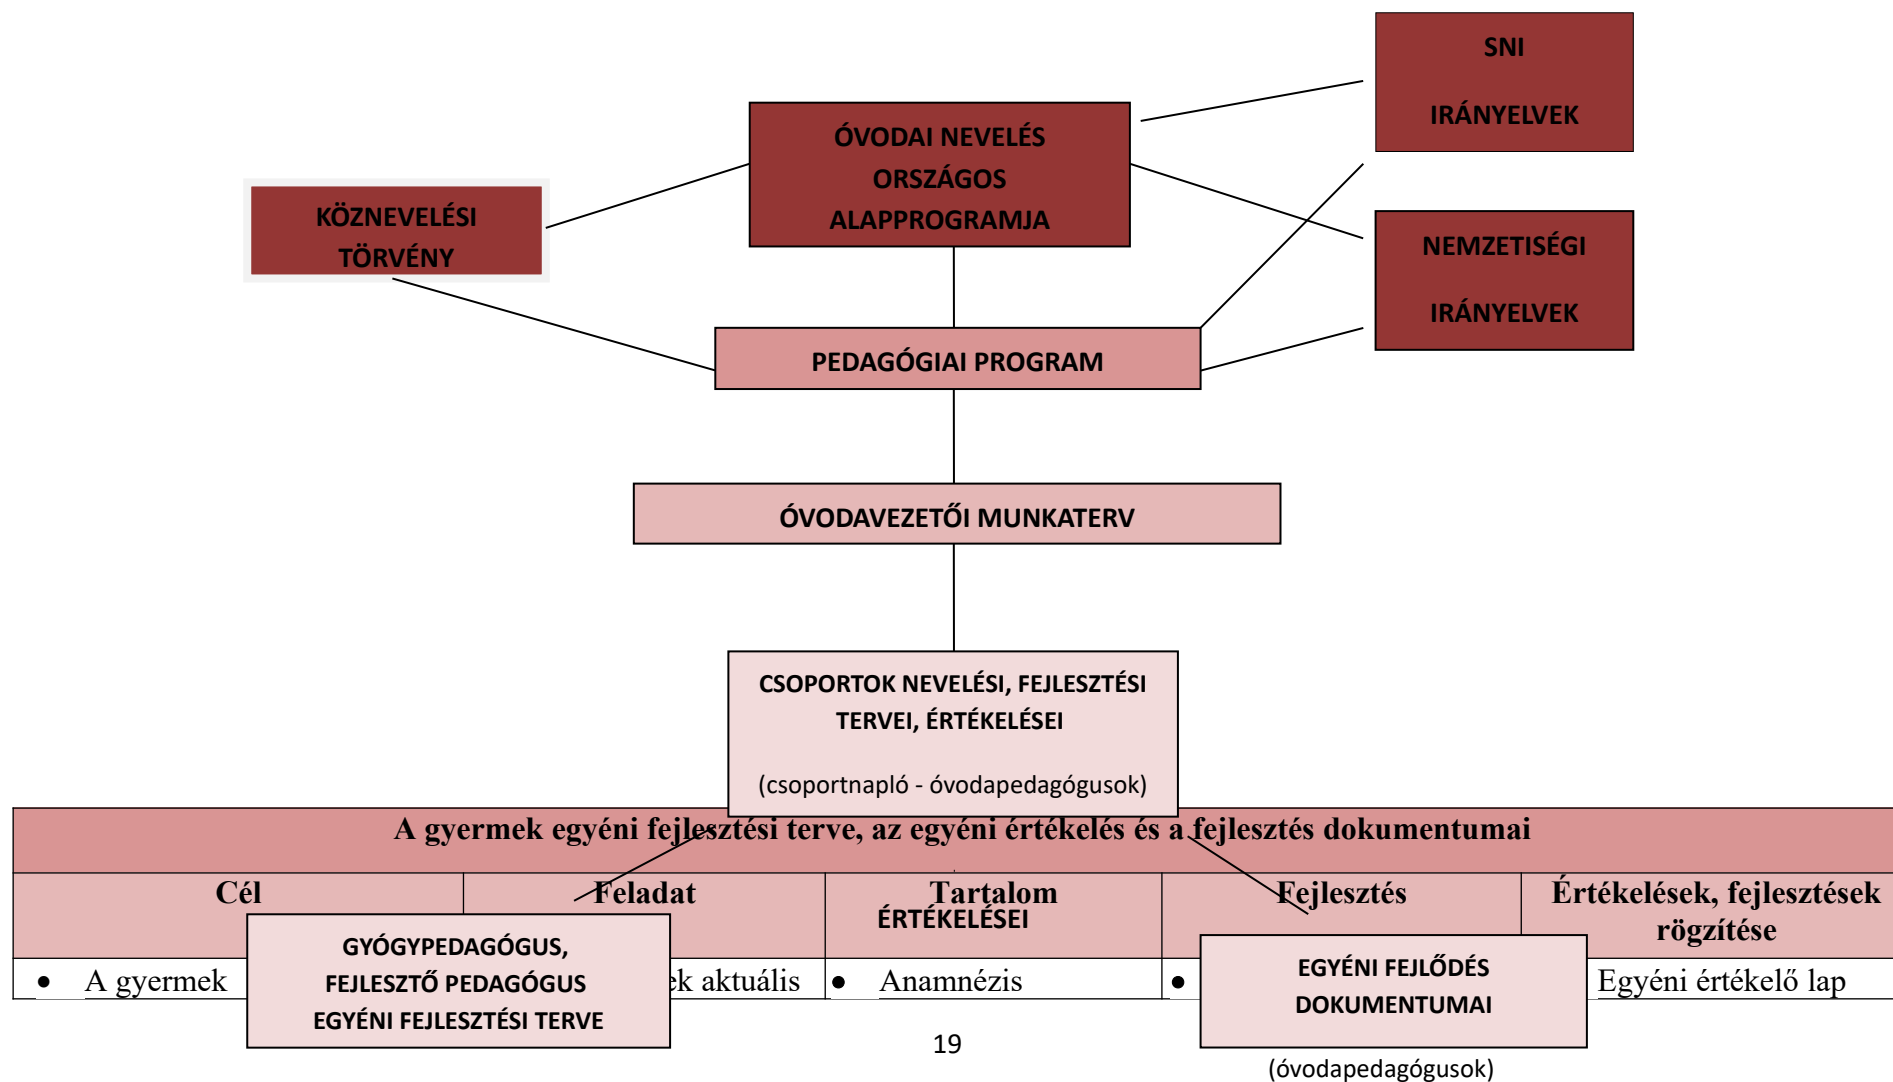 SNI
IRÁNYELVEK
ÓVODAI NEVELÉS
ORSZÁGOS
ALAPPROGRAMJA
KÖZNEVELÉSI
TÖRVÉNY
NEMZETISÉGI
IRÁNYELVEK
PEDAGÓGIAI PROGRAM
ÓVODAVEZETŐI MUNKATERV
CSOPORTOK NEVELÉSI, FEJLESZTÉSI
TERVEI, ÉRTÉKELÉSEI
(csoportnapló - óvodapedagógusok)
A gyermek egyéni fejlesztési terve, az egyéni értékelés és a fejlesztés dokumentumai
Cél
Feladat
Tartalom
Fejlesztés
Értékelések, fejlesztések
rögzítése
ÉRTÉKELÉSEI
GYÓGYPEDAGÓGUS,
FEJLESZTŐ PEDAGÓGUS
EGYÉNI FEJLESZTÉSI TERVE
EGYÉNI FEJLŐDÉS
DOKUMENTUMAI
• A gyermek
aktuális
• Anamnézis
•
Egyéni értékelő lap
19
(óvodapedagógusok)